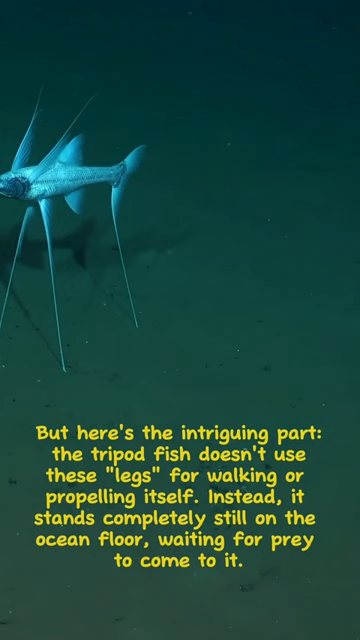 But here's the intriguing part:
the tripod fish doesn't use
these "legs" for walking or
propelling itself. Instead, it
stands completely still on the
ocean floor, waiting for prey
to come to it.